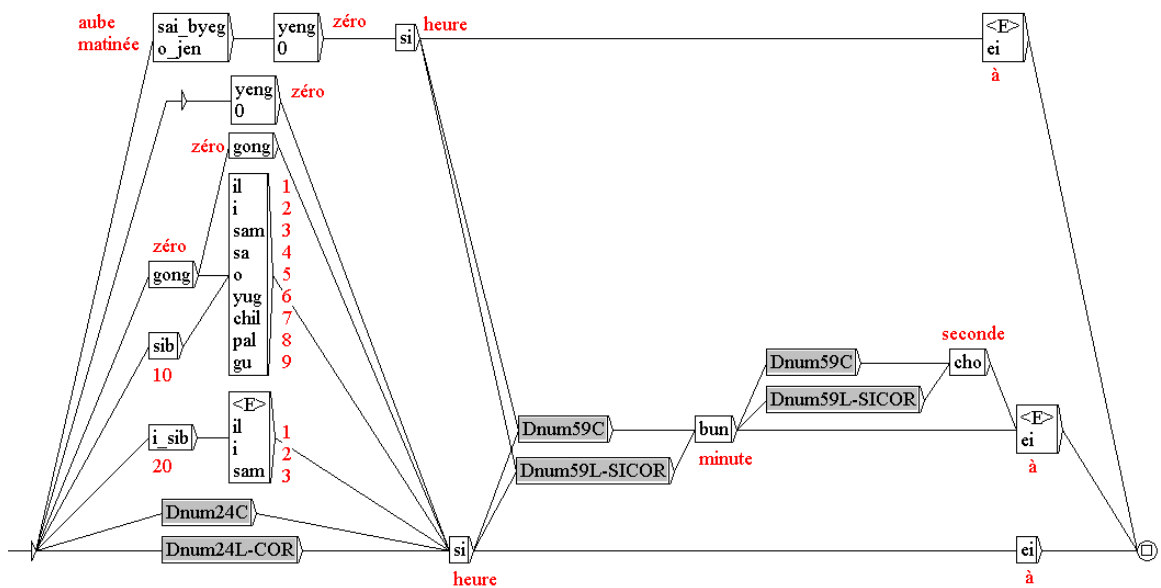 aube
matinée
sai_byeg
o_jen
yeng
0
zéro
si
heure
<E>
ei
à
yeng
0
zéro
zéro
gong
il
i
sam
sa
o
yug
chil
pal
gu
1
2
3
4
5
6
7
8
9
zéro
gong
sib
10
<E>
il
i
sam
1
2
3
i_sib
20
Dnum24C
Dnum24L-COR
si
heure
Dnum59C
Dnum59L-SICOR
bun
minute
Dnum59C
Dnum59L-SICOR
seconde
cho
<E>
ei
à
ei
à